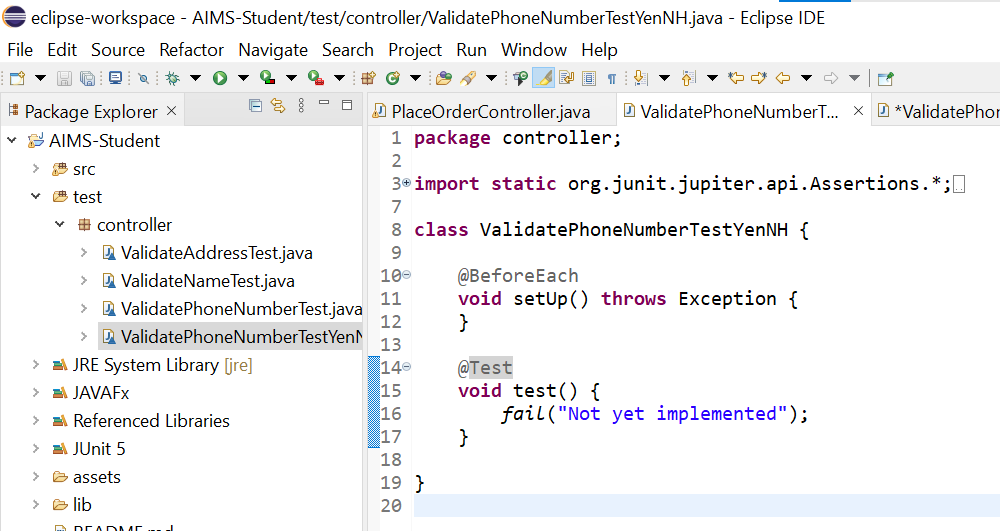 eclipse-workspace - AIMS-Student/test/controller/ValidatePhoneNumberTestYenNH.java - Eclipse IDE
File Edit Source Refactor Navigate Search Project Run Window Help
Package Explorer
AIMS-Student
src
test
controller
ValidateAddressTest.java
ValidateNameTest.java
ValidatePhoneNumberTest.java
ValidatePhoneNumberTestYenN
JRE System Library [jre]
JAVAFx
Referenced Libraries
JUnit 5
assets
lib
README.md
PlaceOrderController.java ValidatePhoneNumberT... *ValidatePhon
1 package controller;
2
3 import static org.junit.jupiter.api.Assertions.*;
7
8 class ValidatePhoneNumberTestYenNH {
9
10 @BeforeEach
11 void setUp() throws Exception {
12 }
13
14 @Test
15 void test() {
16 fail("Not yet implemented");
17 }
18
19 }
20